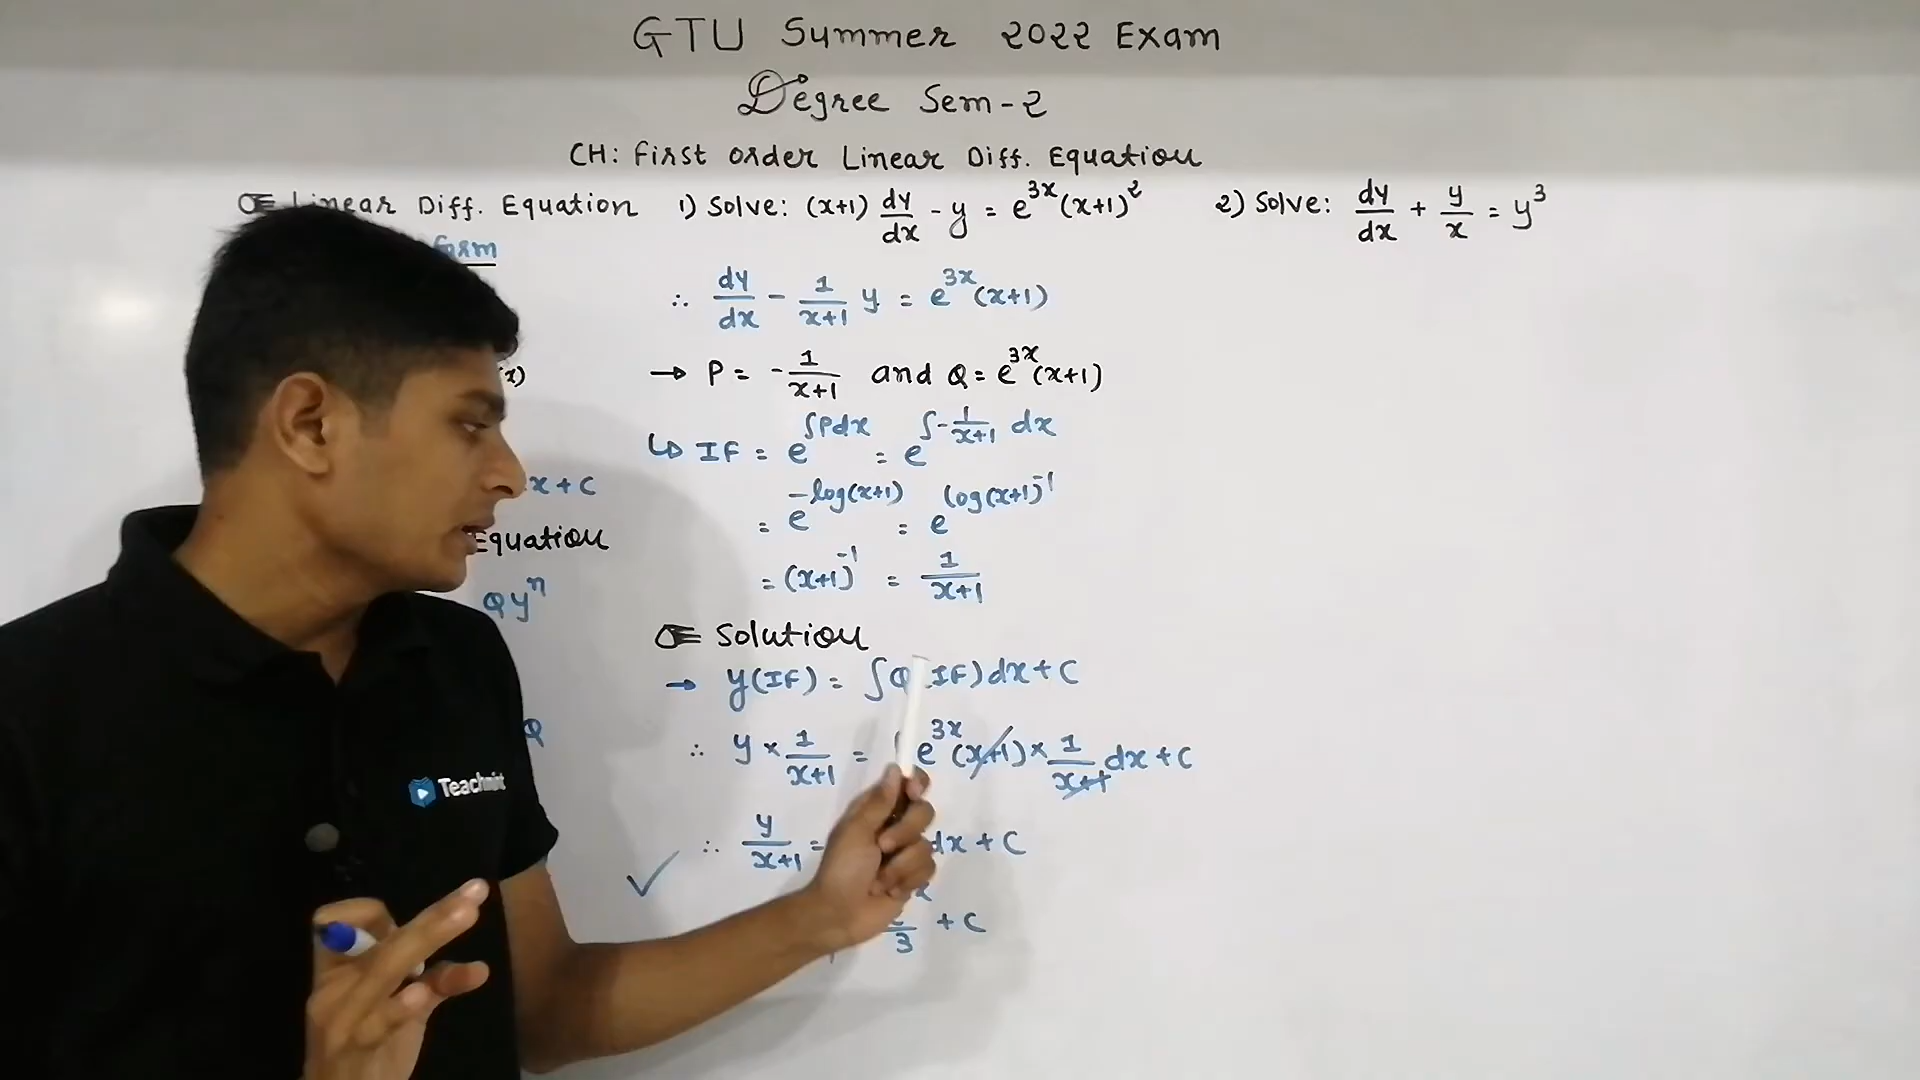 GTU Summer 2022 Exam
Degree Sem-2
CH: First order Linear Diff. Equation
Linear Diff. Equation
form
x)
x + C
Equation
Qyⁿ
Q
1) Solve: (x+1) dy/dx - y = e^3x (x+1)^2
∴ dy/dx - 1/x+1 y = e^3x (x+1)
→ P = - 1/x+1 and Q = e^3x (x+1)
↳ IF = e^∫Pdx = e^∫-1/x+1 dx
= e^-log(x+1) = e^log(x+1)^-1
= (x+1)^-1 = 1/x+1
Solution
→ y(IF) = ∫Q(IF)dx + C
∴ y × 1/x+1 = e^3x (x+1) × 1/x+1 dx + C
∴ y/x+1 = dx + C
3 + C
2) Solve: dy/dx + y/x = y^3
Teachmint